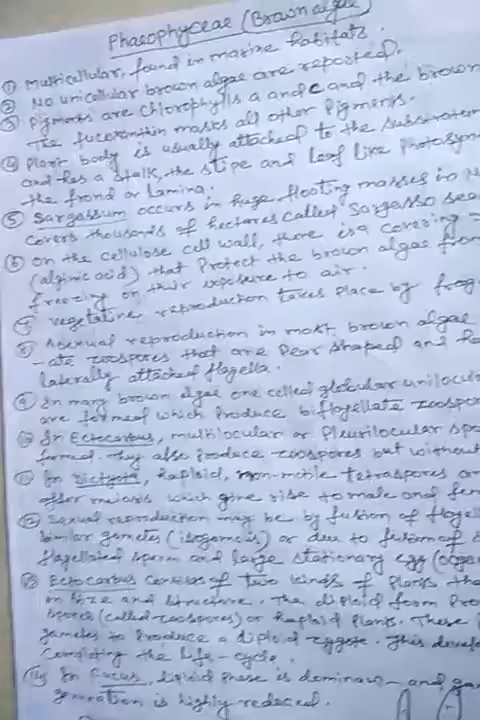 Phaeophyceae (Brown algae)
① Multicellular, found in marine habitats.
② No unicellular brown algae are reported.
③ Pigments are chlorophylls a and c and the brown
The fucoxanthin masks all other pigments.
④ Plant body is usually attached to the substratum
and has a stalk, the stipe and leaf like photosyn
the frond or lamina.
⑤ Sargassum occurs in huge floating masses in
covers thousands of hectares called Sargasso sea
⑥ on the cellulose cell wall, there is a covering
(alginic acid) that Protect the brown algae from
freezing on their exposure to air.
⑦ vegetative reproduction takes place by frag
⑧ Asexual reproduction in most brown algae
-ate zoospores that are Pear shaped and ha
laterally attached flagella.
⑨ In many brown algae one celled globular unilocul
are formed which Produce biflagellate zoospor
⑩ In Ectocarpus, multilocular or Plurilocular spo
formed. They also Produce zoospores but without
⑪ In Dictyota, haploid, non-motile tetraspores ar
after meiosis which give rise to male and fem
⑫ Sexual reproduction may be by fusion of flagel
similar gametes (isogamous) or due to fusion of
flagellated sperm and large stationary egg (oogam
⑬ Ectocarpus consists of two kinds of Plants tha
in size and structure. The diploid form Pro
spores (called zoospores) or haploid Plants. These
gametes to Produce a diploid zygote. This devel
completing the life-cycle.
⑭ In Fucus, diploid phase is dominant and gam
generation is highly reduced.